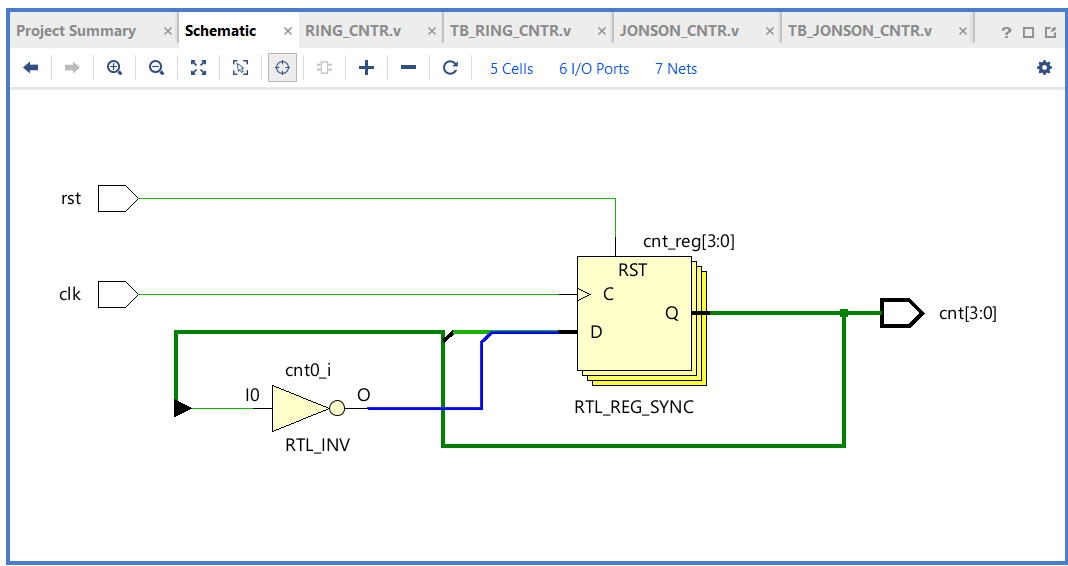 Project Summary × Schematic × RING_CNTR.v × TB_RING_CNTR.v × JONSON_CNTR.v × TB_JONSON_CNTR.v × ?
5 Cells 6 I/O Ports 7 Nets
rst
cnt_reg[3:0]
RST
clk
C
Q
cnt[3:0]
D
cnt0_i
I0
O
RTL_REG_SYNC
RTL_INV